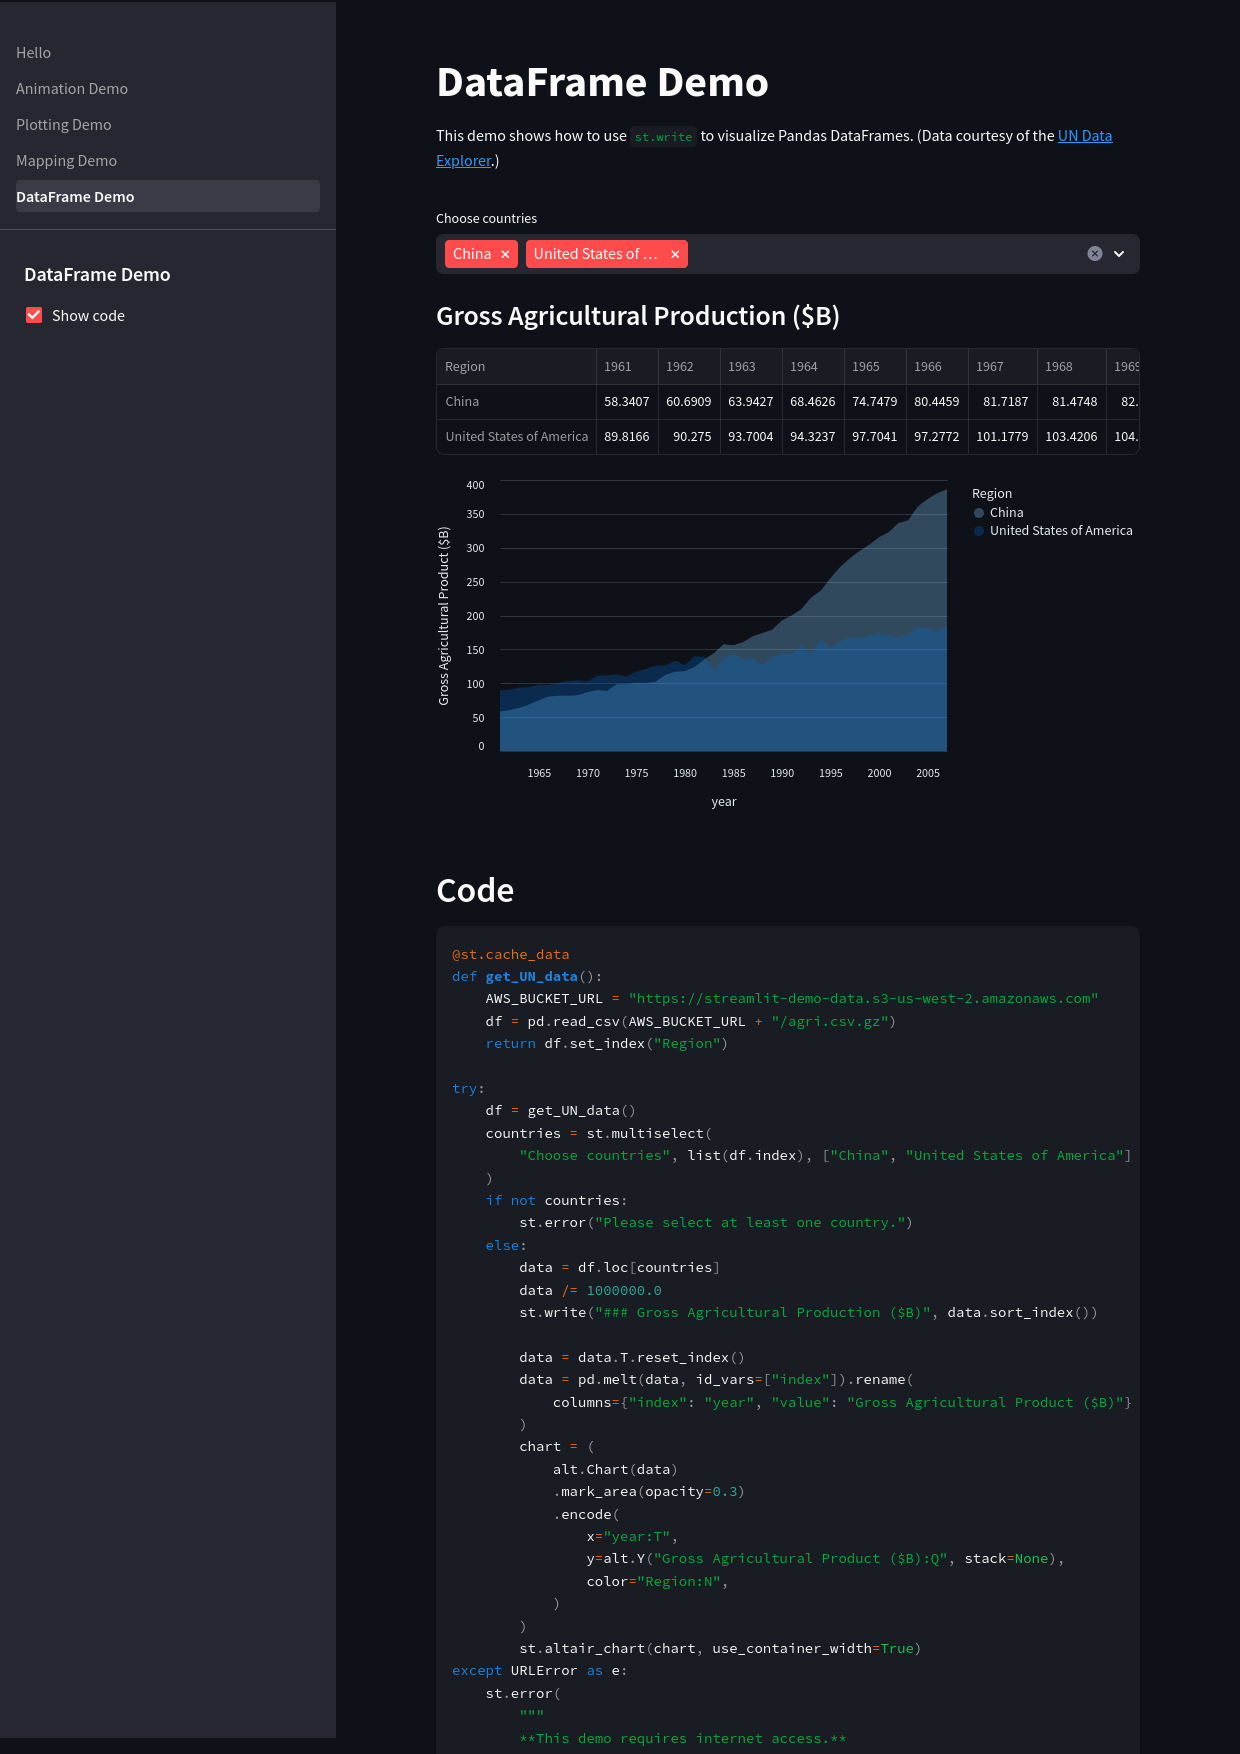 Hello
Animation Demo
Plotting Demo
Mapping Demo
DataFrame Demo
DataFrame Demo
Show code
DataFrame Demo
This demo shows how to use st.write to visualize Pandas DataFrames. (Data courtesy of the UN Data
Explorer.)
Choose countries
China
United States of …
Gross Agricultural Production ($B)
Region 1961 1962 1963 1964 1965 1966 1967 1968 1969
China 58.3407 60.6909 63.9427 68.4626 74.7479 80.4459 81.7187 81.4748 82.
United States of America 89.8166 90.275 93.7004 94.3237 97.7041 97.2772 101.1779 103.4206 104.
Gross Agricultural Product ($B)
400
350
300
250
200
150
100
50
0
1965 1970 1975 1980 1985 1990 1995 2000 2005
year
Region
China
United States of America
Code
@st.cache_data
def get_UN_data():
    AWS_BUCKET_URL = "https://streamlit-demo-data.s3-us-west-2.amazonaws.com"
    df = pd.read_csv(AWS_BUCKET_URL + "/agri.csv.gz")
    return df.set_index("Region")
try:
    df = get_UN_data()
    countries = st.multiselect(
        "Choose countries", list(df.index), ["China", "United States of America"]
    )
    if not countries:
        st.error("Please select at least one country.")
    else:
        data = df.loc[countries]
        data /= 1000000.0
        st.write("### Gross Agricultural Production ($B)", data.sort_index())
        data = data.T.reset_index()
        data = pd.melt(data, id_vars=["index"]).rename(
            columns={"index": "year", "value": "Gross Agricultural Product ($B)"}
        )
        chart = (
            alt.Chart(data)
            .mark_area(opacity=0.3)
            .encode(
                x="year:T",
                y=alt.Y("Gross Agricultural Product ($B):Q", stack=None),
                color="Region:N",
            )
        )
        st.altair_chart(chart, use_container_width=True)
except URLError as e:
    st.error(
        """
        **This demo requires internet access.**